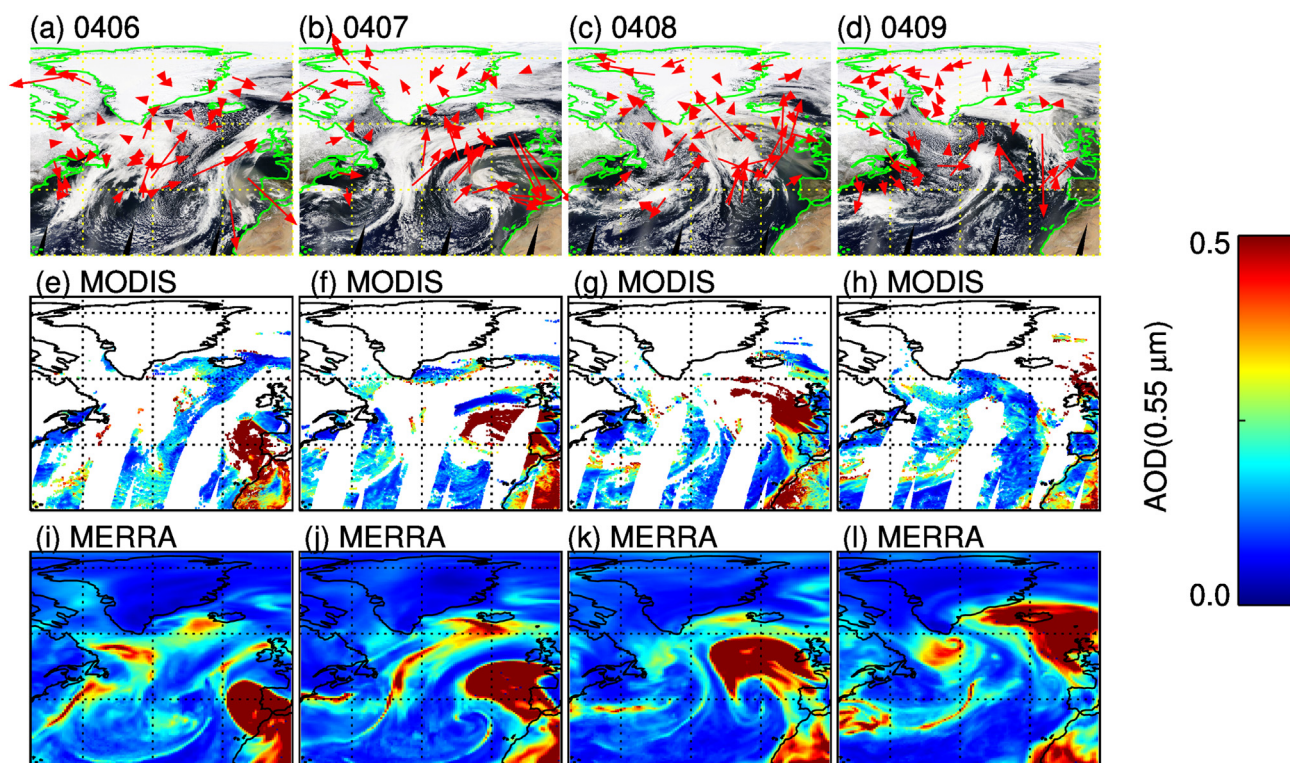 (a) 0406
(b) 0407
(c) 0408
(d) 0409
(e) MODIS
(f) MODIS
(g) MODIS
(h) MODIS
(i) MERRA
(j) MERRA
(k) MERRA
(l) MERRA
0.5
AOD(0.55 µm)
0.0